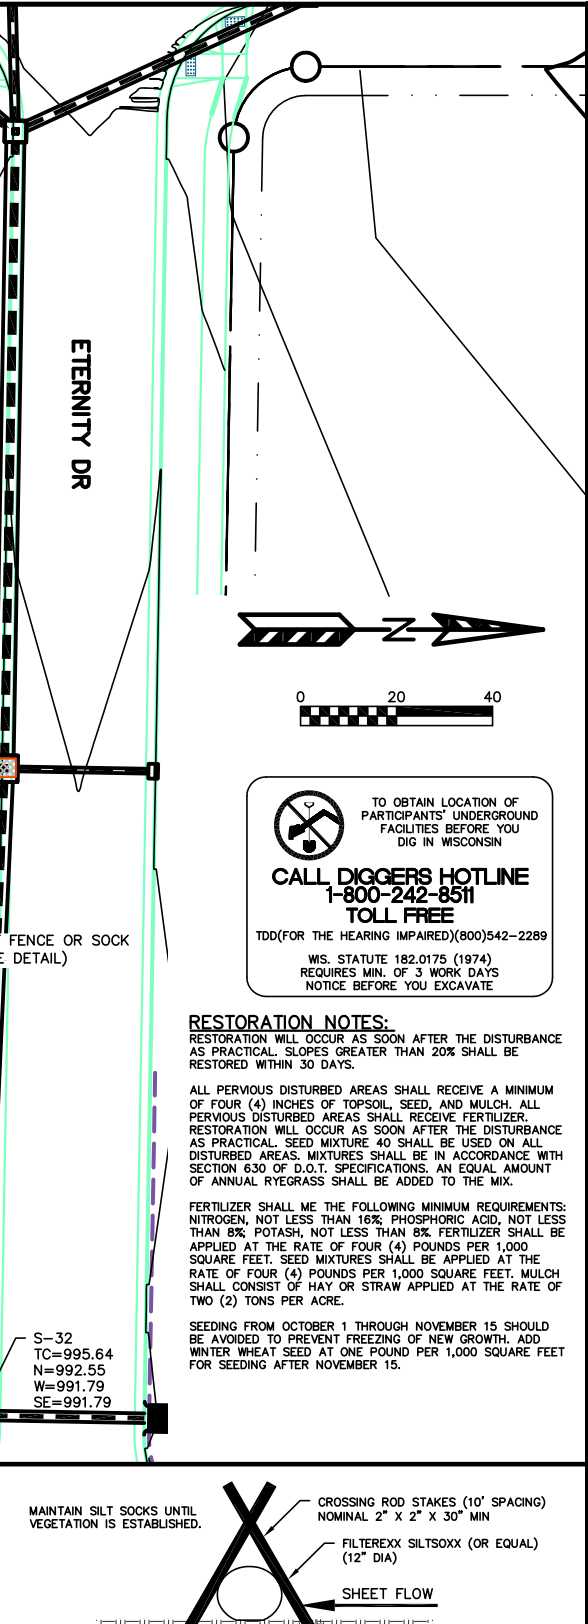 ETERNITY DR
N
0 20 40
TO OBTAIN LOCATION OF
PARTICIPANTS' UNDERGROUND
FACILITIES BEFORE YOU
DIG IN WISCONSIN
CALL DIGGERS HOTLINE
1-800-242-8511
TOLL FREE
TDD(FOR THE HEARING IMPAIRED)(800)542-2289
WIS. STATUTE 182.0175 (1974)
REQUIRES MIN. OF 3 WORK DAYS
NOTICE BEFORE YOU EXCAVATE
FENCE OR SOCK
DETAIL)
RESTORATION NOTES:
RESTORATION WILL OCCUR AS SOON AFTER THE DISTURBANCE
AS PRACTICAL. SLOPES GREATER THAN 20% SHALL BE
RESTORED WITHIN 30 DAYS.
ALL PERVIOUS DISTURBED AREAS SHALL RECEIVE A MINIMUM
OF FOUR (4) INCHES OF TOPSOIL, SEED, AND MULCH. ALL
PERVIOUS DISTURBED AREAS SHALL RECEIVE FERTILIZER.
RESTORATION WILL OCCUR AS SOON AFTER THE DISTURBANCE
AS PRACTICAL. SEED MIXTURE 40 SHALL BE USED ON ALL
DISTURBED AREAS. MIXTURES SHALL BE IN ACCORDANCE WITH
SECTION 630 OF D.O.T. SPECIFICATIONS. AN EQUAL AMOUNT
OF ANNUAL RYEGRASS SHALL BE ADDED TO THE MIX.
FERTILIZER SHALL ME THE FOLLOWING MINIMUM REQUIREMENTS:
NITROGEN, NOT LESS THAN 16%; PHOSPHORIC ACID, NOT LESS
THAN 8%; POTASH, NOT LESS THAN 8%. FERTILIZER SHALL BE
APPLIED AT THE RATE OF FOUR (4) POUNDS PER 1,000
SQUARE FEET. SEED MIXTURES SHALL BE APPLIED AT THE
RATE OF FOUR (4) POUNDS PER 1,000 SQUARE FEET. MULCH
SHALL CONSIST OF HAY OR STRAW APPLIED AT THE RATE OF
TWO (2) TONS PER ACRE.
SEEDING FROM OCTOBER 1 THROUGH NOVEMBER 15 SHOULD
BE AVOIDED TO PREVENT FREEZING OF NEW GROWTH. ADD
WINTER WHEAT SEED AT ONE POUND PER 1,000 SQUARE FEET
FOR SEEDING AFTER NOVEMBER 15.
S-32
TC=995.64
N=992.55
W=991.79
SE=991.79
MAINTAIN SILT SOCKS UNTIL
VEGETATION IS ESTABLISHED.
CROSSING ROD STAKES (10' SPACING)
NOMINAL 2" X 2" X 30" MIN
FILTEREXX SILTSOXX (OR EQUAL)
(12" DIA)
SHEET FLOW